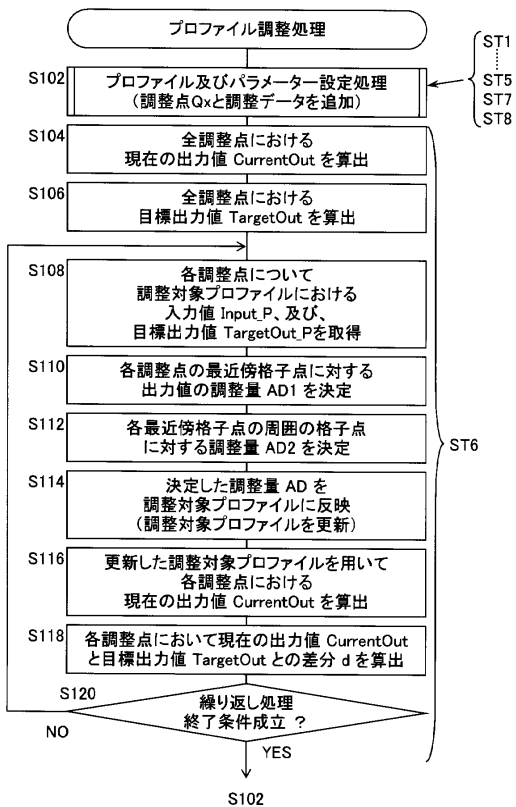 プロファイル調整処理
ST1
ST5
ST7
ST8
S102
プロファイル及びパラメーター設定処理
(調整点Qxと調整データを追加)
S104
全調整点における
現在の出力値 CurrentOut を算出
S106
全調整点における
目標出力値 TargetOut を算出
S108
各調整点について
調整対象プロファイルにおける
入力値 Input_P、及び、
目標出力値 TargetOut_Pを取得
S110
各調整点の最近傍格子点に対する
出力値の調整量 AD1 を決定
S112
各最近傍格子点の周囲の格子点
に対する調整量 AD2 を決定
ST6
S114
決定した調整量 AD を
調整対象プロファイルに反映
(調整対象プロファイルを更新)
S116
更新した調整対象プロファイルを用いて
各調整点における
現在の出力値 CurrentOut を算出
S118
各調整点において現在の出力値 CurrentOut
と目標出力値 TargetOut との差分 d を算出
S120
繰り返し処理
終了条件成立 ?
NO
YES
S102